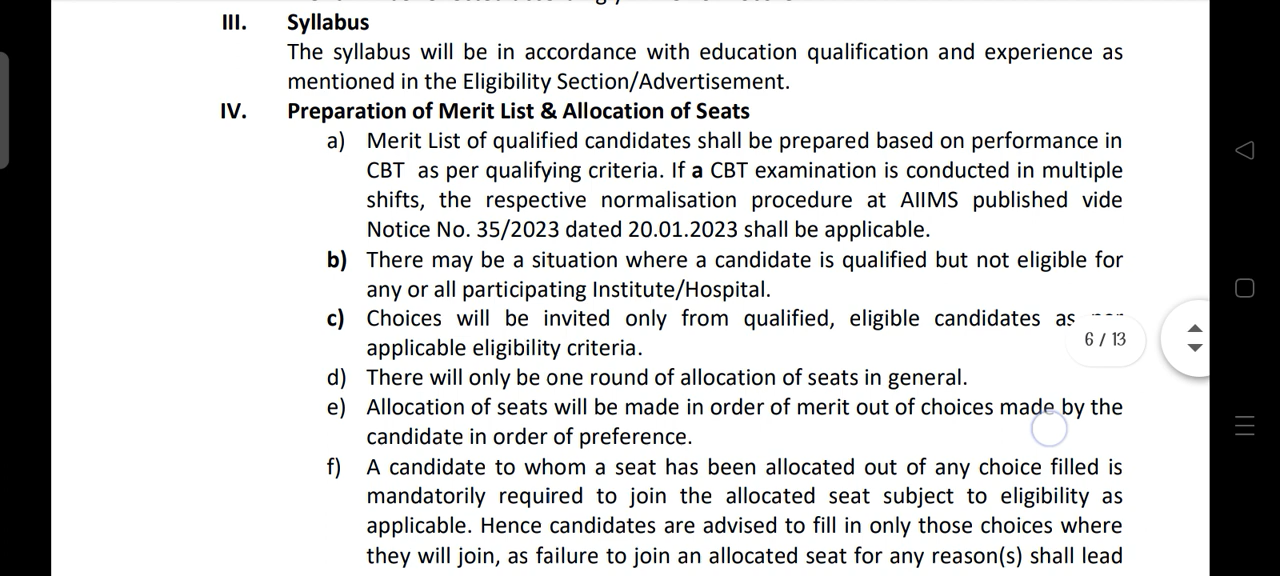 III. Syllabus
The syllabus will be in accordance with education qualification and experience as
mentioned in the Eligibility Section/Advertisement.
IV. Preparation of Merit List & Allocation of Seats
a) Merit List of qualified candidates shall be prepared based on performance in
CBT as per qualifying criteria. If a CBT examination is conducted in multiple
shifts, the respective normalisation procedure at AIIMS published vide
Notice No. 35/2023 dated 20.01.2023 shall be applicable.
b) There may be a situation where a candidate is qualified but not eligible for
any or all participating Institute/Hospital.
c) Choices will be invited only from qualified, eligible candidates as
6 / 13
applicable eligibility criteria.
d) There will only be one round of allocation of seats in general.
e) Allocation of seats will be made in order of merit out of choices made by the
candidate in order of preference.
f) A candidate to whom a seat has been allocated out of any choice filled is
mandatorily required to join the allocated seat subject to eligibility as
applicable. Hence candidates are advised to fill in only those choices where
they will join, as failure to join an allocated seat for any reason(s) shall lead